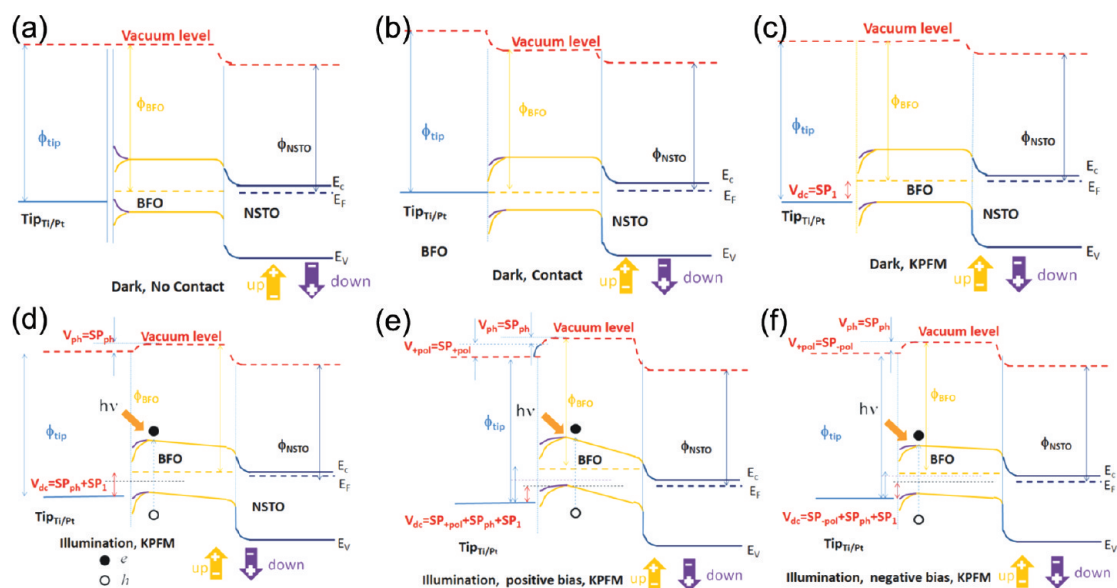 (a)
Vacuum level
ϕBFO
ϕtip
ϕNSTO
Ec
EF
BFO
NSTO
TipTi/Pt
EV
up
down
Dark, No Contact
(b)
Vacuum level
ϕBFO
ϕtip
ϕNSTO
Ec
EF
TipTi/Pt
BFO
NSTO
BFO
EV
up
down
Dark, Contact
(c)
Vacuum level
ϕBFO
ϕtip
ϕNSTO
Ec
EF
Vdc=SP1
BFO
TipTi/Pt
NSTO
EV
up
down
Dark, KPFM
(d)
Vph=SPph
Vacuum level
hν
ϕBFO
ϕtip
ϕNSTO
BFO
Ec
EF
Vdc=SPph+SP1
NSTO
TipTi/Pt
Illumination, KPFM
EV
e
h
up
down
(e)
Vph=SPph
Vacuum level
V+pol=SP+pol
hν
ϕBFO
ϕtip
ϕNSTO
BFO
Ec
EF
Vdc=SP+pol+SPph+SP1
TipTi/Pt
EV
up
down
Illumination, positive bias, KPFM
(f)
Vph=SPph
Vacuum level
V+pol=SP-pol
hν
ϕBFO
ϕtip
ϕNSTO
BFO
Ec
EF
Vdc=SP-pol+SPph+SP1
TipTi/Pt
EV
up
down
Illumination, negative bias, KPFM